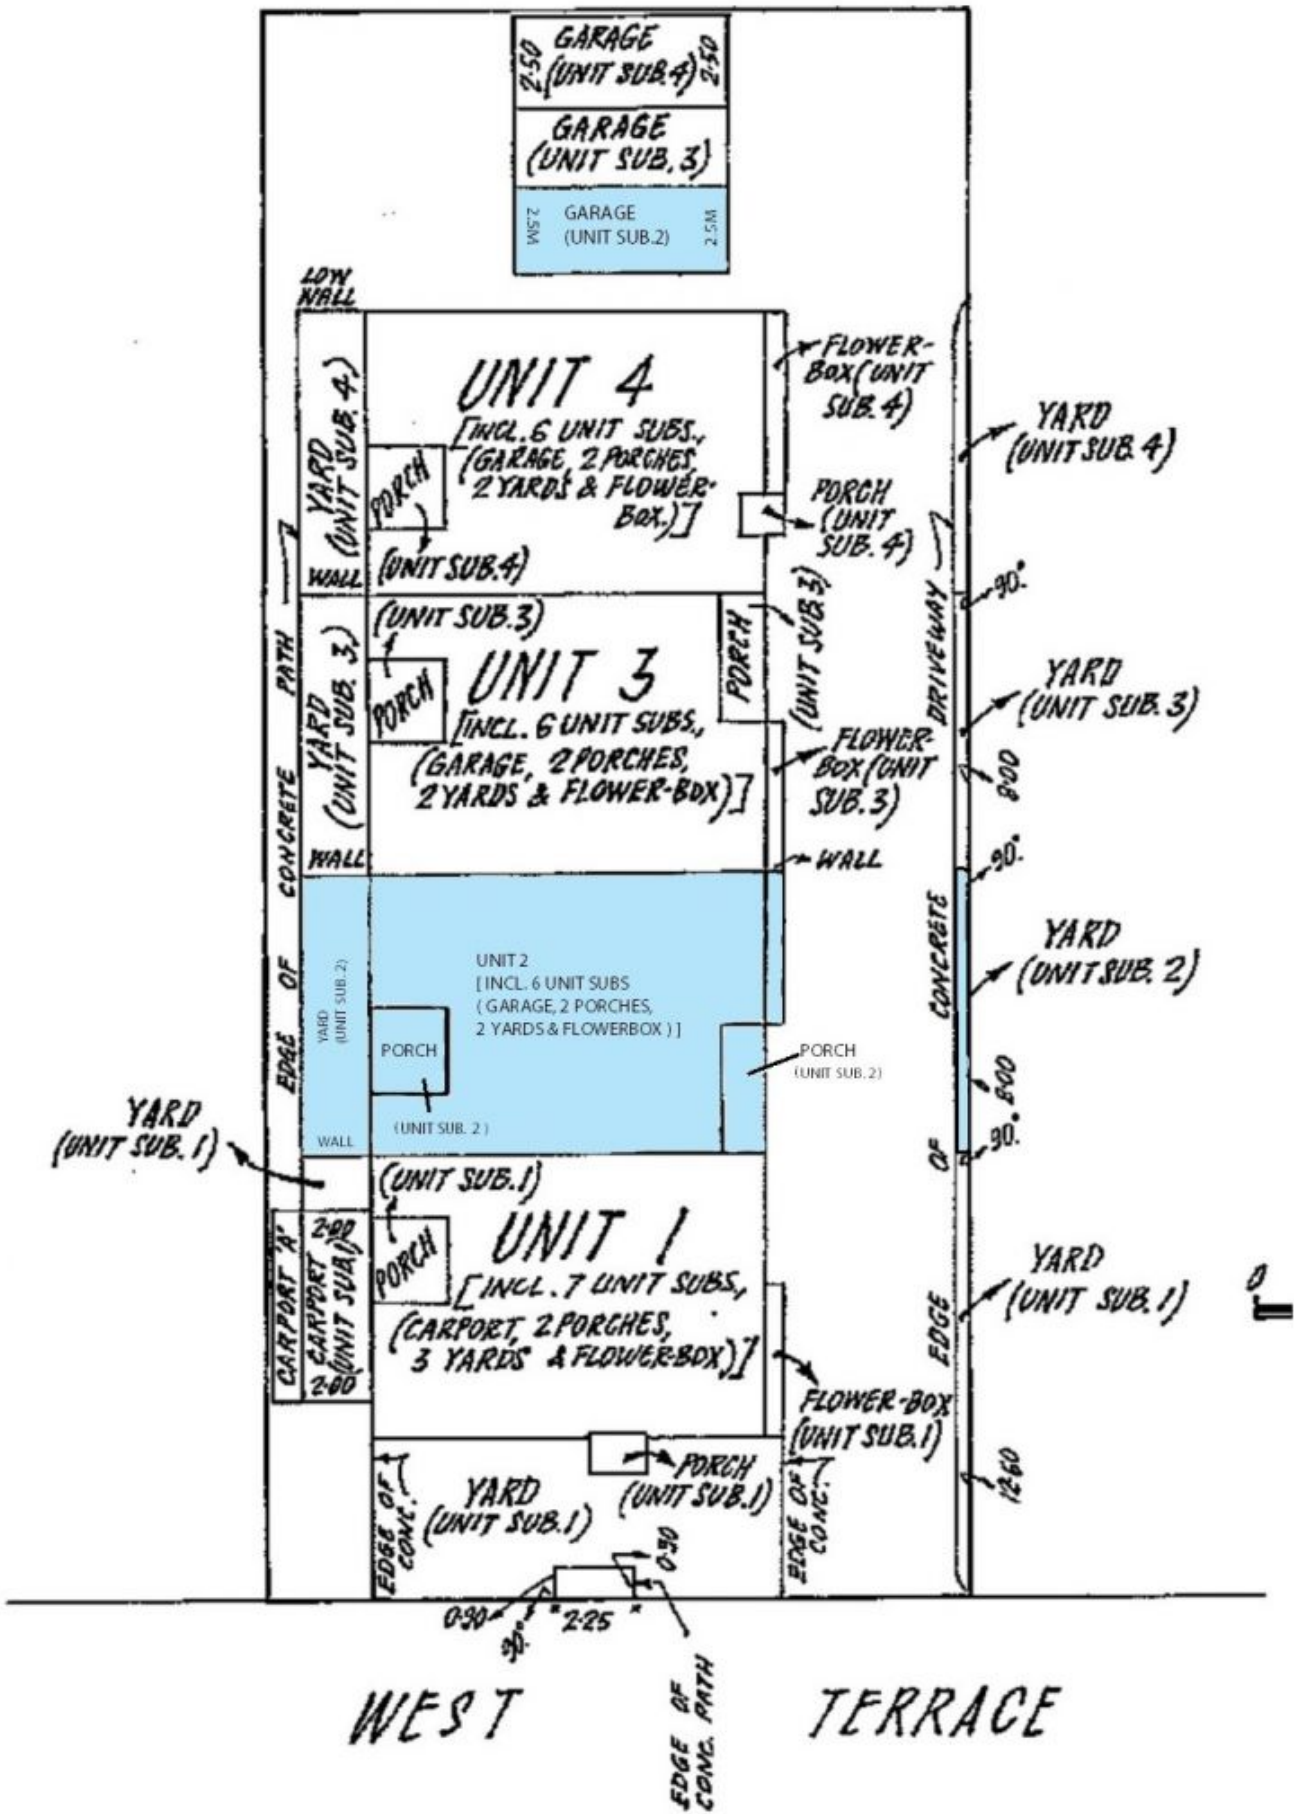 GARAGE
(UNIT SUB.4)
2·50
2·50
GARAGE
(UNIT SUB. 3)
GARAGE
(UNIT SUB.2)
2.5M
2.5M
LOW
WALL
YARD
(UNIT SUB. 4)
UNIT 4
[INCL. 6 UNIT SUBS.,
(GARAGE, 2 PORCHES,
2 YARDS & FLOWER-
BOX.)]
PORCH
(UNIT SUB.4)
WALL
FLOWER-
BOX (UNIT
SUB. 4)
PORCH
(UNIT
SUB. 4)
YARD
(UNIT SUB. 4)
90°
DRIVEWAY
(UNIT SUB.3)
PORCH
YARD
(UNIT SUB. 3)
UNIT 3
[INCL. 6 UNIT SUBS.,
(GARAGE, 2 PORCHES,
2 YARDS & FLOWER-BOX)]
PORCH
(UNIT SUB.3)
FLOWER-
BOX (UNIT
SUB. 3)
YARD
(UNIT SUB. 3)
8·00
WALL
WALL
90°
EDGE OF CONCRETE PATH
YARD
(UNIT SUB. 2)
UNIT 2
[ INCL. 6 UNIT SUBS
( GARAGE, 2 PORCHES,
2 YARDS & FLOWERBOX ) ]
PORCH
(UNIT SUB. 2 )
WALL
PORCH
(UNIT SUB. 2)
YARD
(UNIT SUB. 2)
8·00
90°
EDGE OF CONCRETE
YARD
(UNIT SUB. 1)
(UNIT SUB.1)
PORCH
CARPORT 'A'
2·00
CARPORT
(UNIT SUB.1)
2·00
UNIT 1
[INCL. 7 UNIT SUBS.,
(CARPORT, 2 PORCHES,
3 YARDS & FLOWER-BOX)]
YARD
(UNIT SUB. 1)
0
FLOWER-BOX
(UNIT SUB.1)
12·60
EDGE OF
CONC.
YARD
(UNIT SUB.1)
PORCH
(UNIT SUB.1)
EDGE OF
CONC.
0·30
0·30
90°
2·25
EDGE OF
CONC. PATH
WEST TERRACE